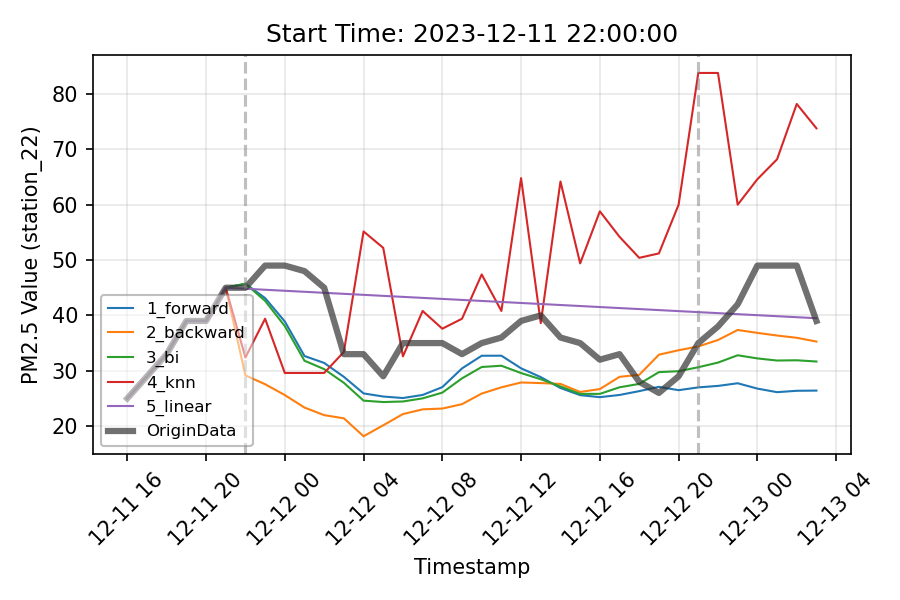 Start Time: 2023-12-11 22:00:00
PM2.5 Value (station_22)
80
70
60
50
40
30
20
1_forward
2_backward
3_bi
4_knn
5_linear
OriginData
12-11 16
12-11 20
12-12 00
12-12 04
12-12 08
12-12 12
12-12 16
12-12 20
12-13 00
12-13 04
Timestamp